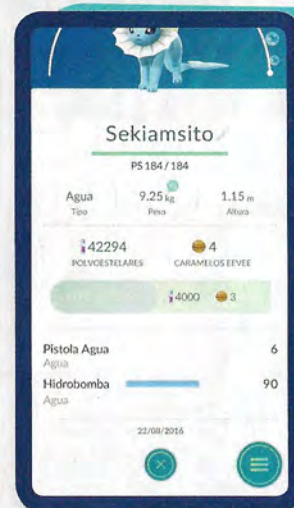 Sekiamsito
PS 184 / 184
Agua 9.25 kg 1.15 m
Tipo Peso Altura
42294 4
POLVOESTELARES CARAMELOS EEVEE
4000 3
Pistola Agua 6
Agua
Hidrobomba 90
Agua
22/08/2016